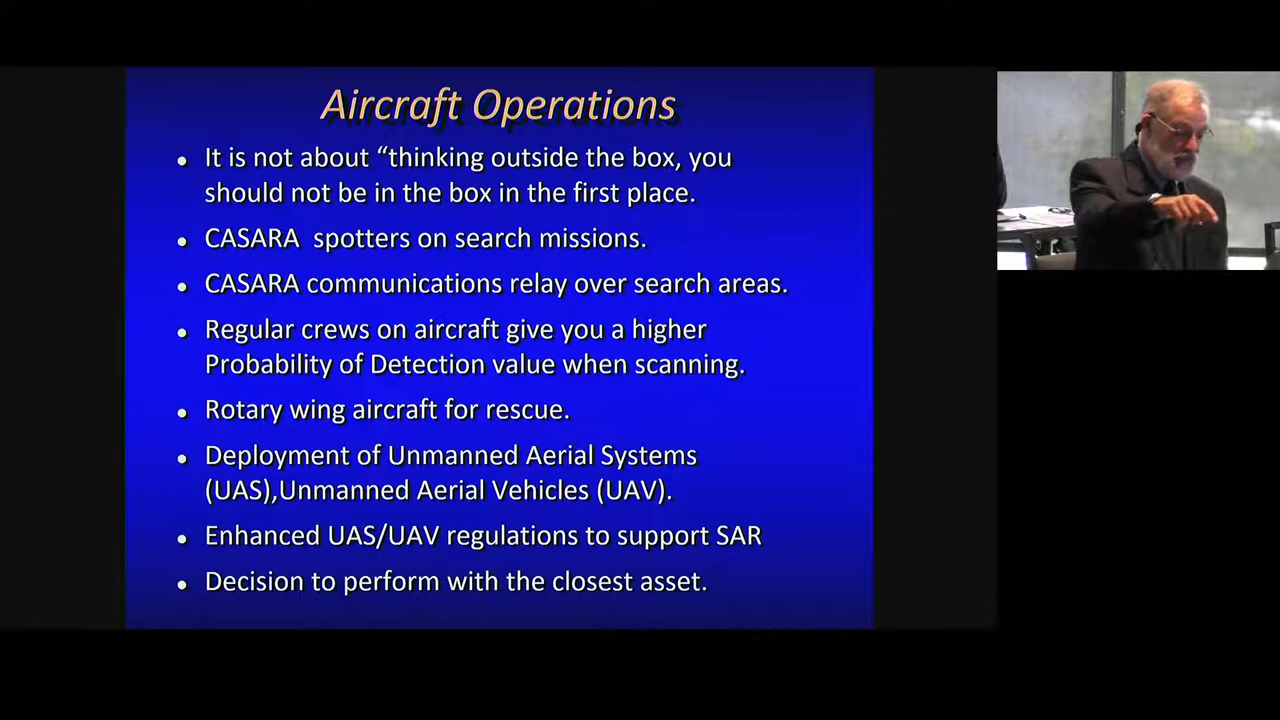 Aircraft Operations
It is not about “thinking outside the box, you
should not be in the box in the first place.
CASARA  spotters on search missions.
CASARA communications relay over search areas.
Regular crews on aircraft give you a higher
Probability of Detection value when scanning.
Rotary wing aircraft for rescue.
Deployment of Unmanned Aerial Systems
(UAS),Unmanned Aerial Vehicles (UAV).
Enhanced UAS/UAV regulations to support SAR
Decision to perform with the closest asset.